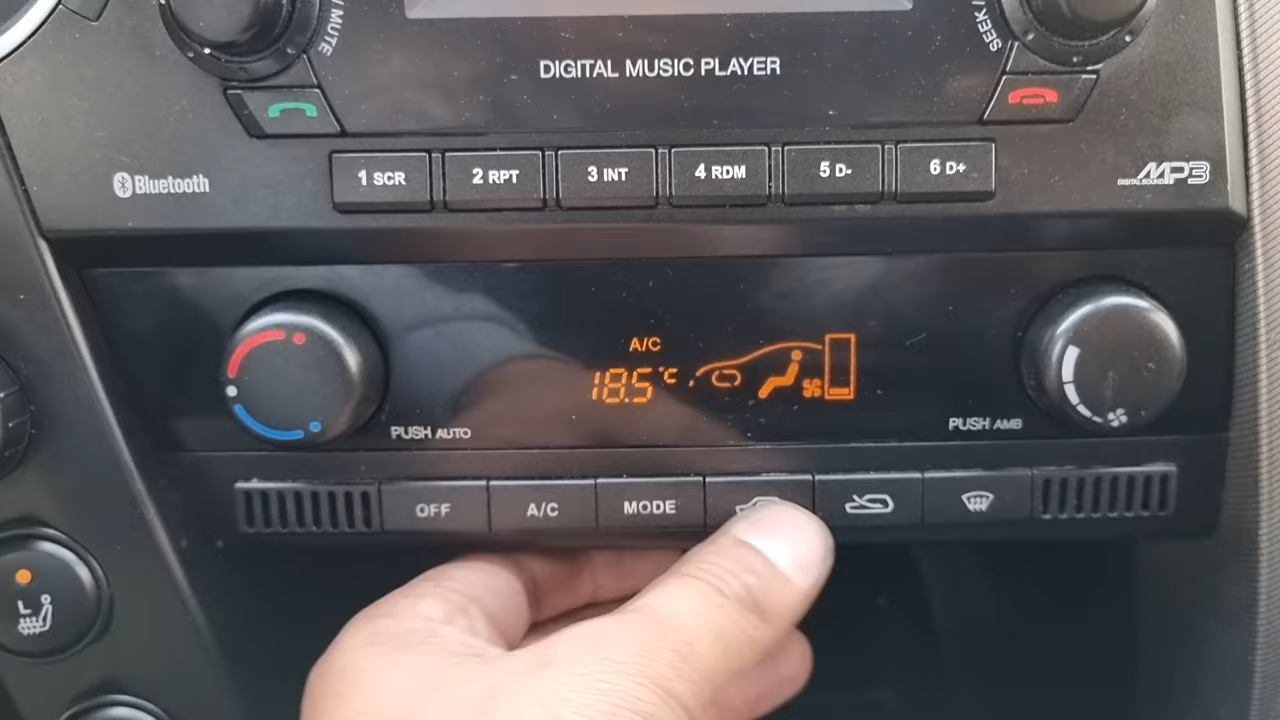 / MUTE
SEEK /
DIGITAL MUSIC PLAYER
Bluetooth
1 SCR
2 RPT
3 INT
4 RDM
5 D-
6 D+
MP3
DIGITAL SOUND
A/C
18.5°C
PUSH AUTO
PUSH AMB
OFF
A/C
MODE
L